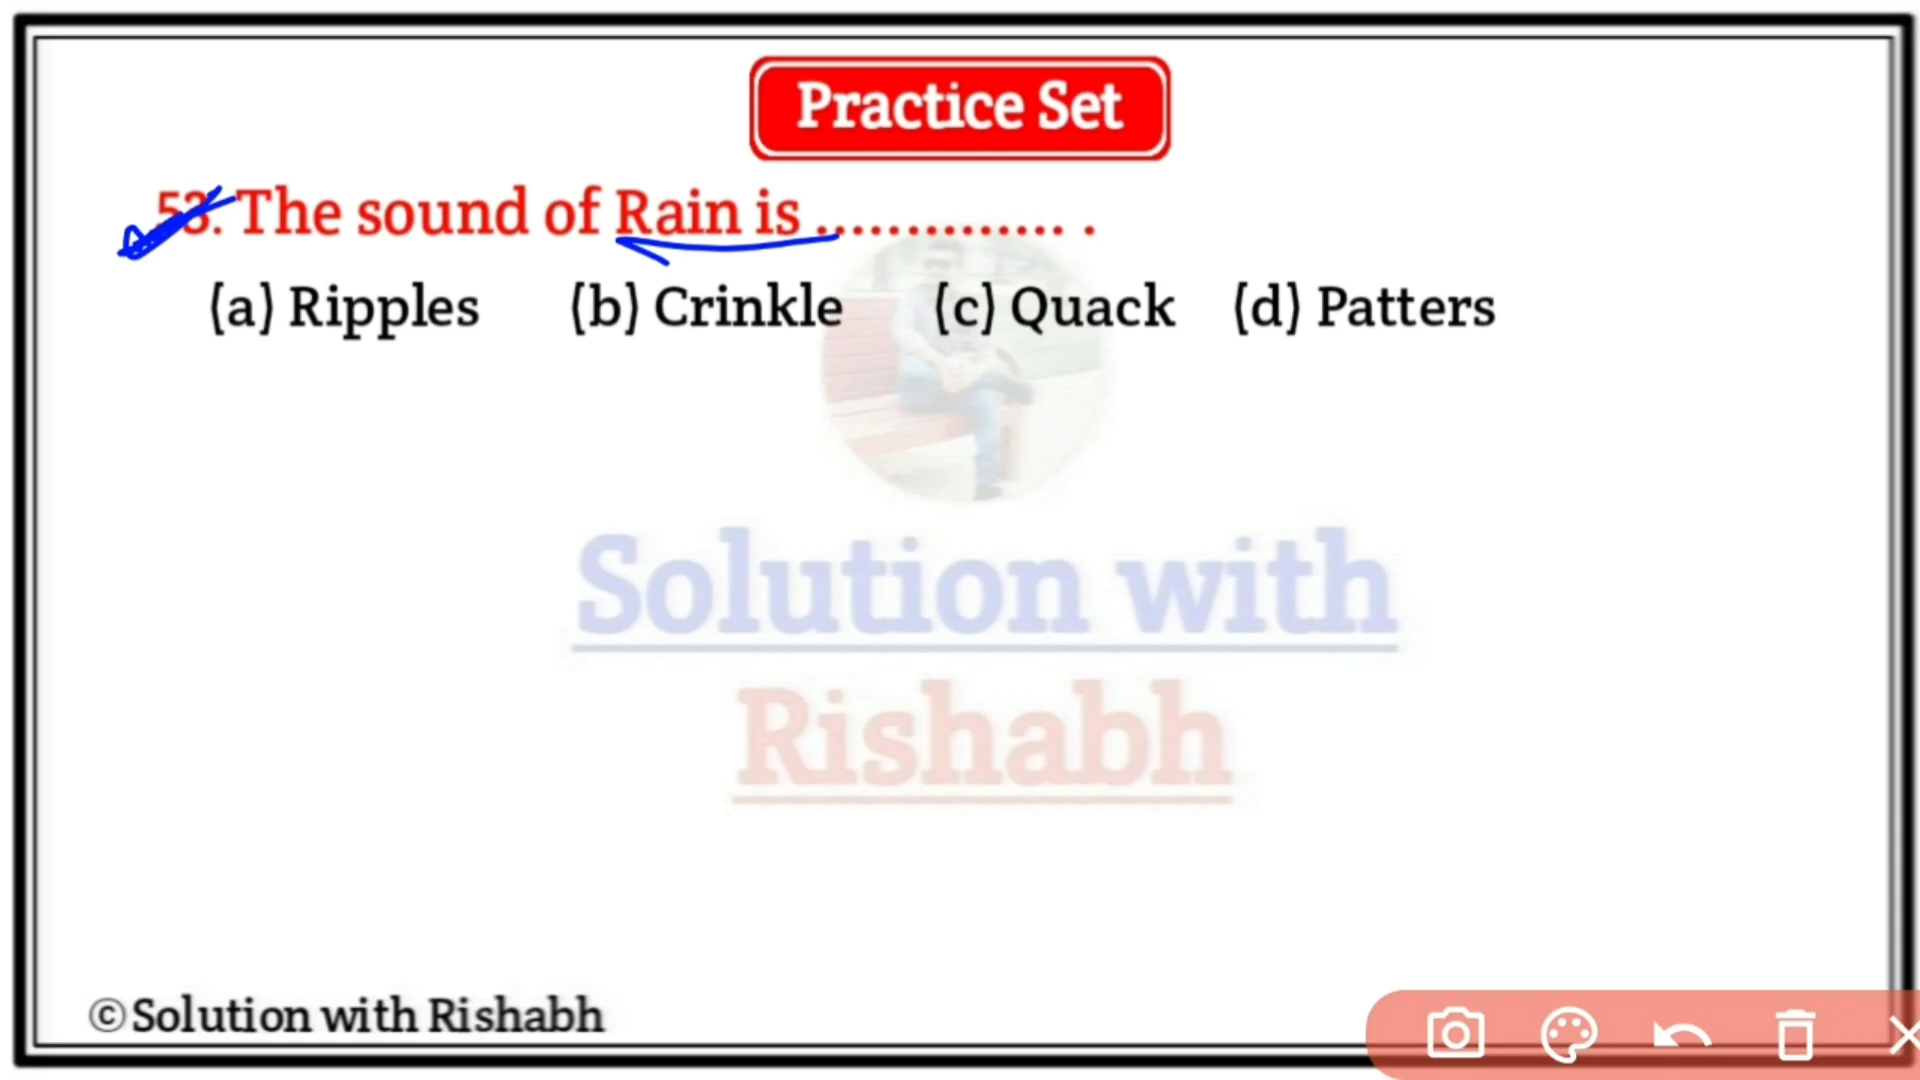 Practice Set
53. The sound of Rain is .............. .
(a) Ripples (b) Crinkle (c) Quack (d) Patters
Solution with
Rishabh
©Solution with Rishabh